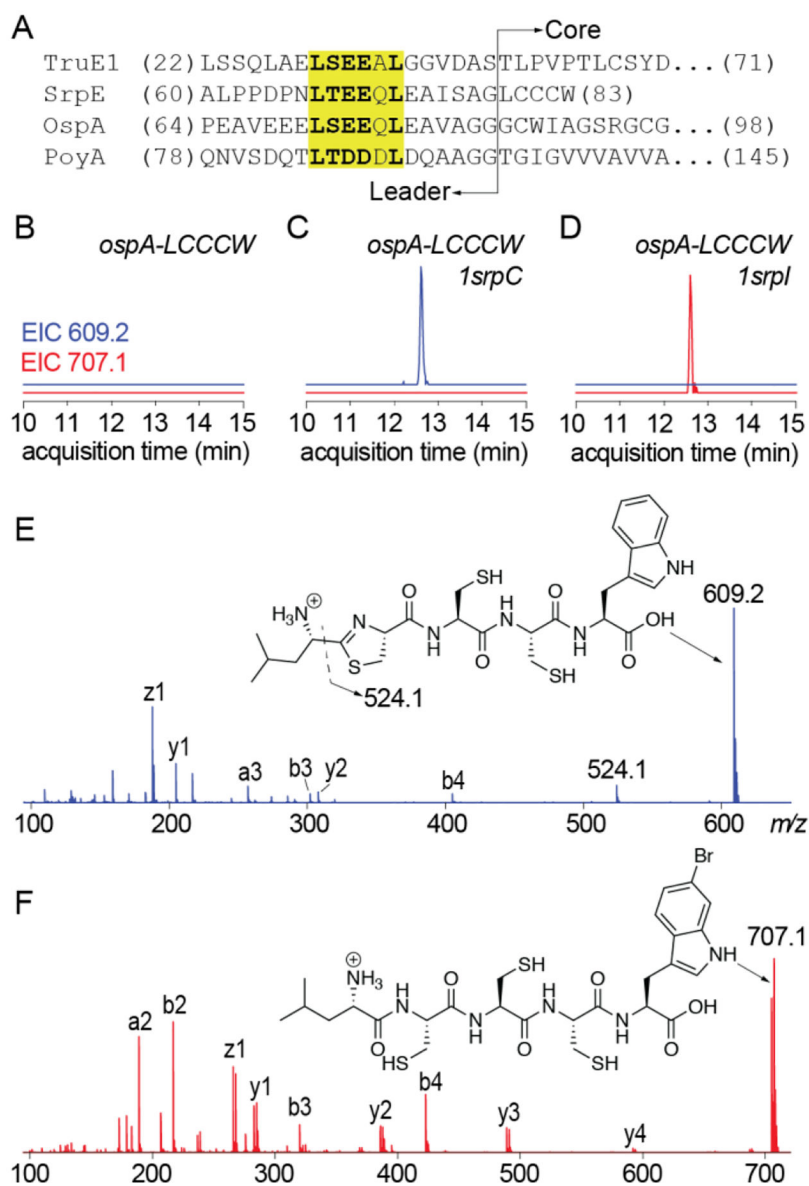 A
Core
TruE1 (22)LSSQLAELSEEALGGVDASTLPVPTLCSYD...(71)
SrpE (60)ALPPDPNLTEEQLEAISAGLCCCW(83)
OspA (64)PEAVEEELSEEQLEAVAGGGCWIAGSRGCG...(98)
PoyA (78)QNVSDQTLTDDDLDQAAGGTGIGVVVAVVA...(145)
Leader
B
ospA-LCCCW
EIC 609.2
EIC 707.1
10 11 12 13 14 15
acquisition time (min)
C
ospA-LCCCW
1srpC
10 11 12 13 14 15
acquisition time (min)
D
ospA-LCCCW
1srpI
10 11 12 13 14 15
acquisition time (min)
E
NH
SH
609.2
O
O
H3N
N
N
H
H
N
N
H
OH
S
O
O
SH
524.1
z1
y1
a3
b3
y2
b4
524.1
100 200 300 400 500 600 m/z
F
Br
707.1
NH
NH3
SH
O
O
H
N
N
H
H
N
N
H
OH
O
HS
O
SH
O
a2
b2
z1
y1
b3
y2
b4
y3
y4
100 200 300 400 500 600 700